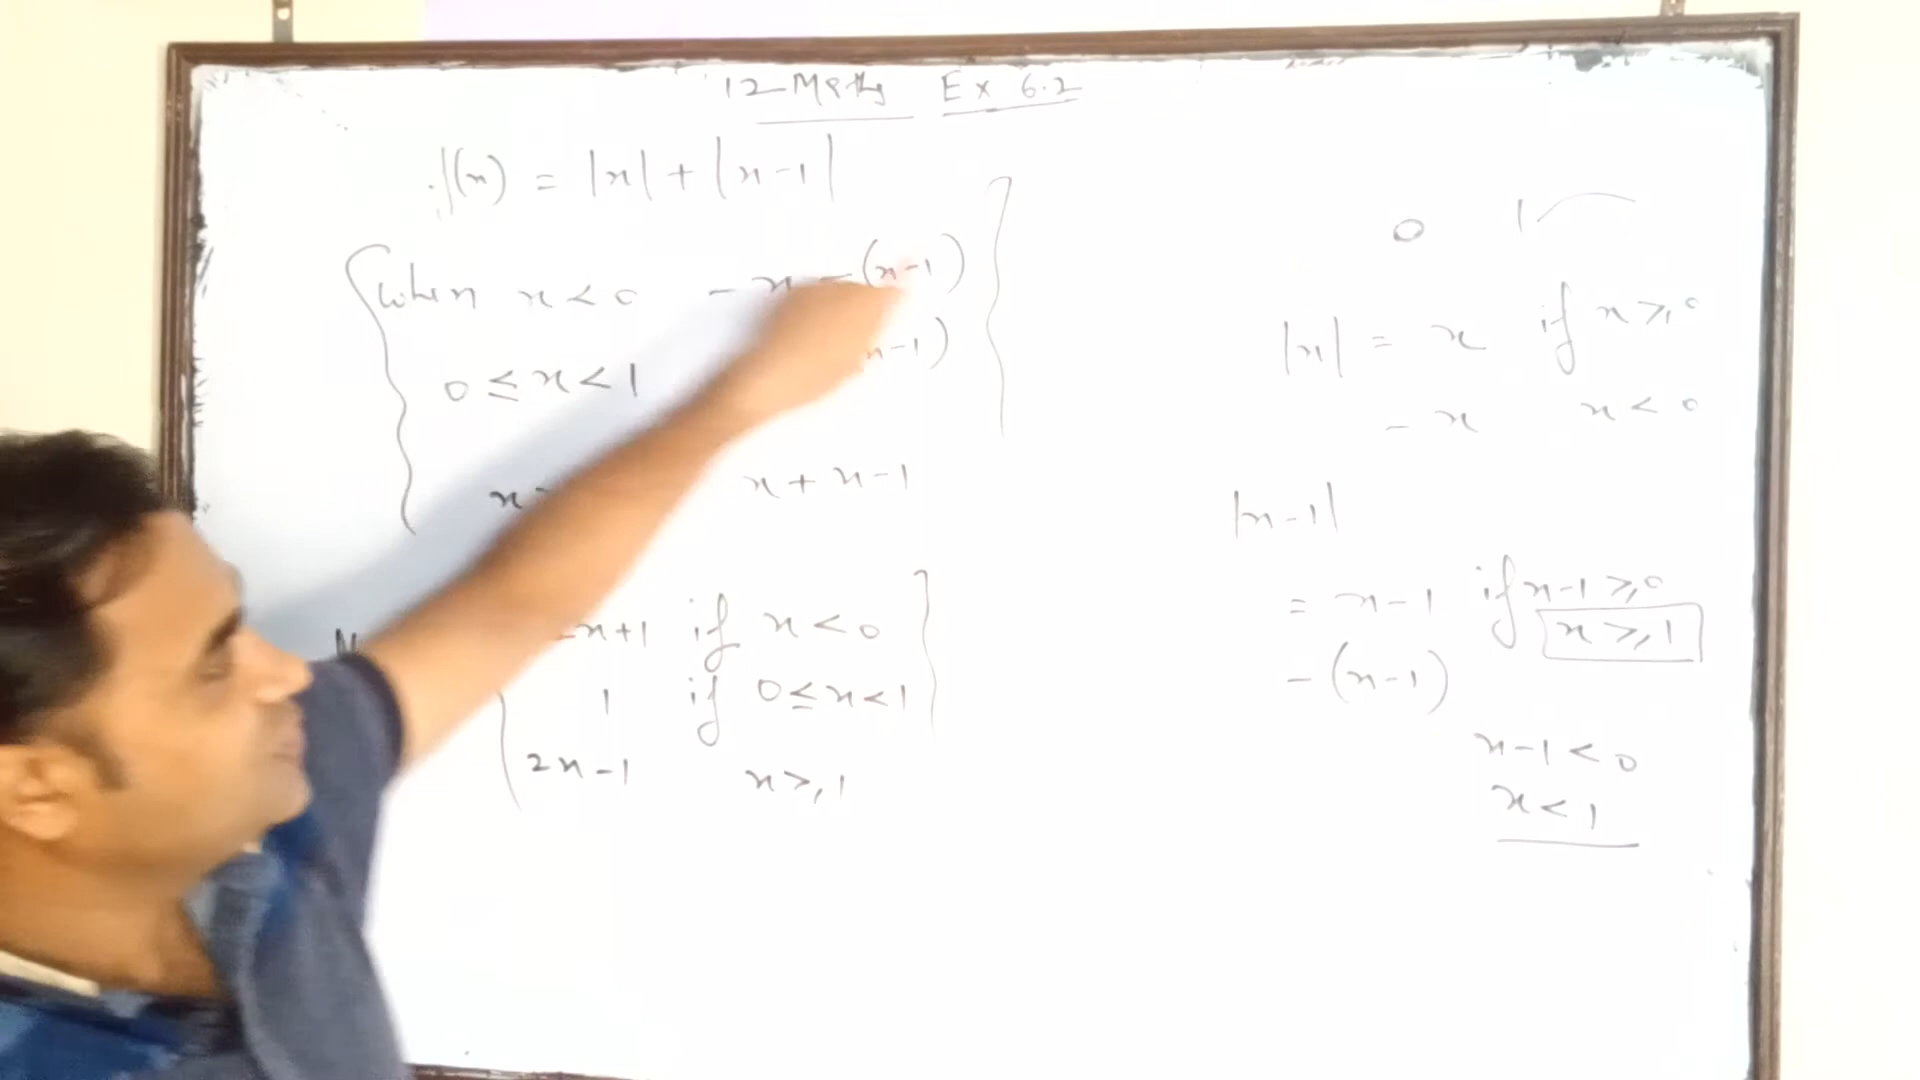 12 Maths Ex 6.2
f(x) = |x| + |x-1|
when x < 0 - x - (x-1)
0 ≤ x < 1 x-1)
x x + x - 1
x+1 if x < 0
1 if 0 ≤ x < 1
2x-1 x ≥ 1
0 1
|x| = x if x ≥ 0
- x x < 0
|x-1|
= x-1 if x-1 ≥ 0
x ≥ 1
- (x-1)
x-1 < 0
x < 1